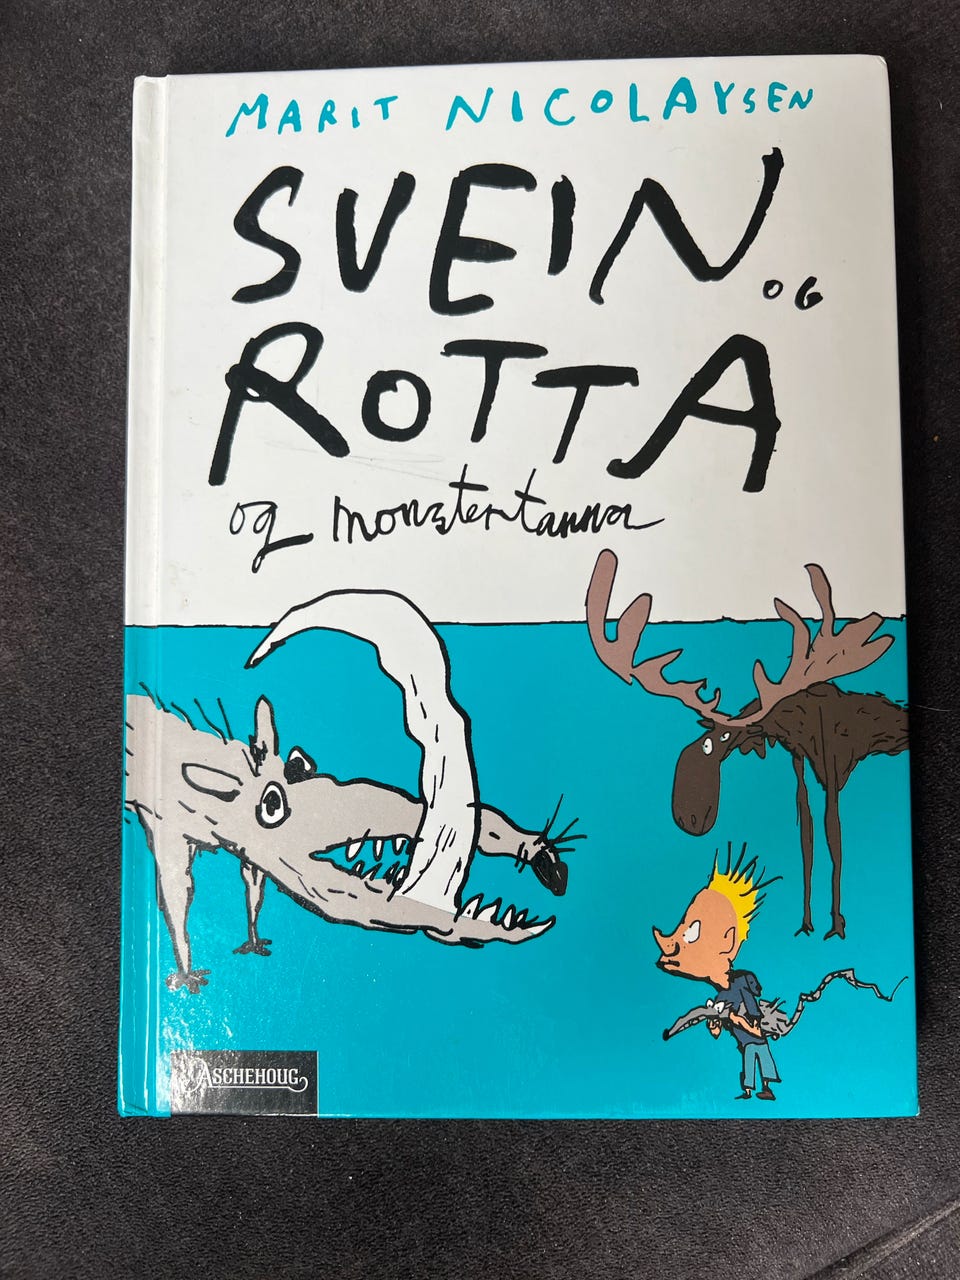 MARIT NICOLAYSEN
SVEIN OG
ROTTA
og monstertanna
ASCHEHOUG